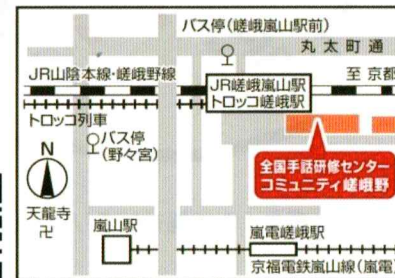 バス停(嵯峨嵐山駅前)
丸太町通
JR山陰本線・嵯峨野線
JR嵯峨嵐山駅
トロッコ嵯峨駅
至 京都
トロッコ列車
バス停
(野々宮)
全国手話研修センター
コミュニティ嵯峨野
N
天龍寺
卍
嵐山駅
嵐電嵯峨駅
京福電鉄嵐山線(嵐電)